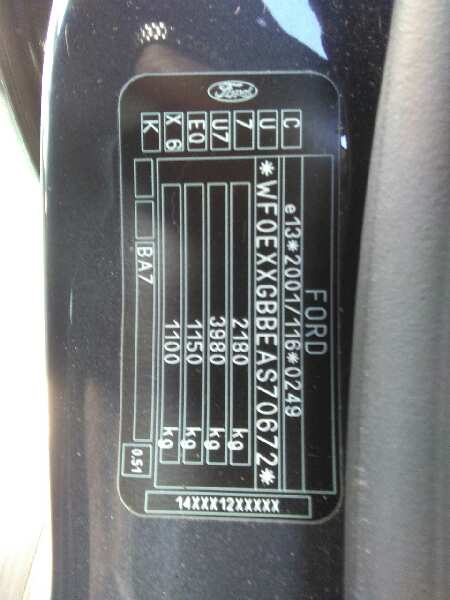 Ford
C
U
7
U7
E0
X 6
K
FORD
e13*2001/116*0249
*WF0EXXGBBEAS70672*
2180 kg
3980 kg
1150 kg
1100 kg
BA7
0.51
14XXX12XXXXX